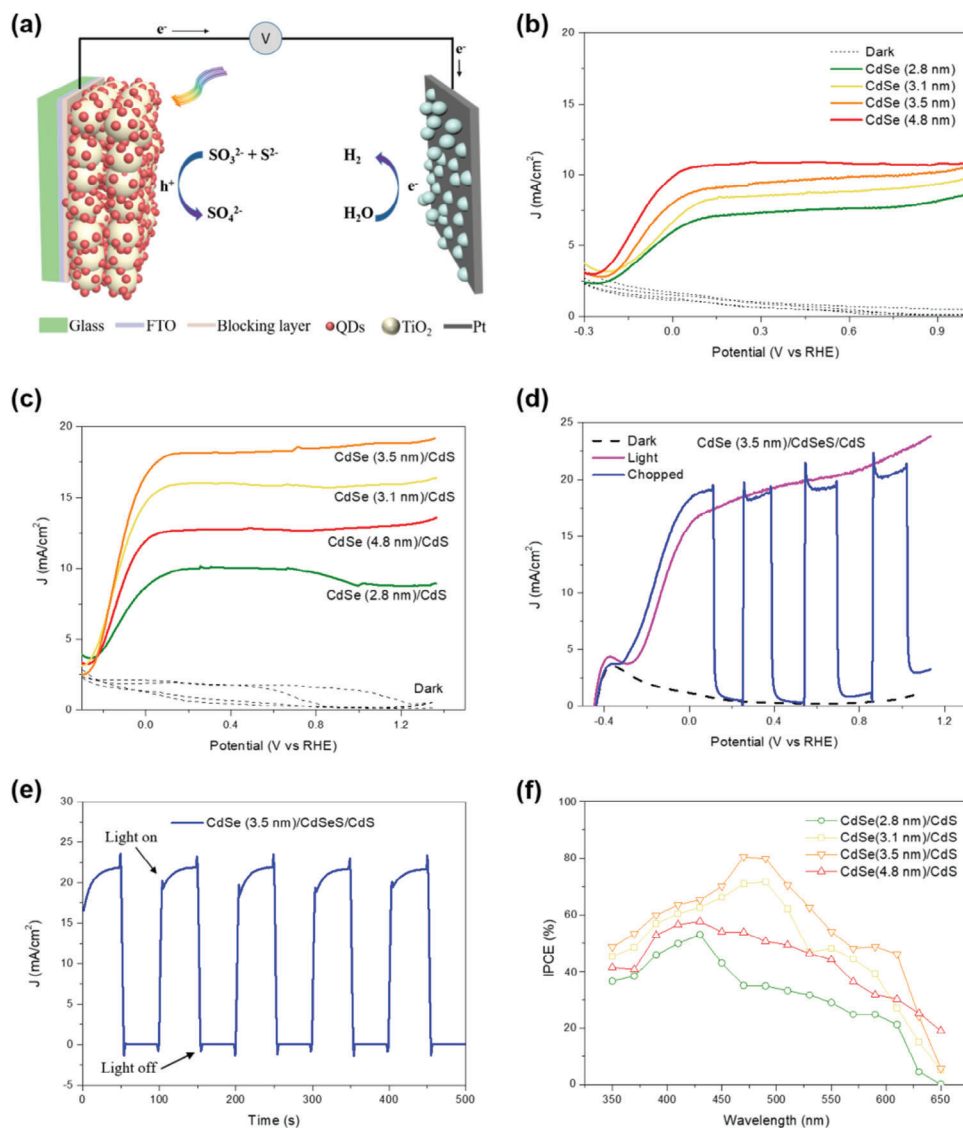 (a)
e⁻
V
e⁻
SO₃²⁻ + S²⁻
h⁺
SO₄²⁻
H₂
e⁻
H₂O
Glass FTO Blocking layer QDs TiO₂ Pt
(b)
J (mA/cm²)
20
15
10
5
0
Dark
CdSe (2.8 nm)
CdSe (3.1 nm)
CdSe (3.5 nm)
CdSe (4.8 nm)
-0.3 0.0 0.3 0.6 0.9
Potential (V vs RHE)
(c)
J (mA/cm²)
20
15
10
5
0
CdSe (3.5 nm)/CdS
CdSe (3.1 nm)/CdS
CdSe (4.8 nm)/CdS
CdSe (2.8 nm)/CdS
Dark
0.0 0.4 0.8 1.2
Potential (V vs RHE)
(d)
J (mA/cm²)
25
20
15
10
5
0
Dark
Light
Chopped
CdSe (3.5 nm)/CdSeS/CdS
-0.4 0.0 0.4 0.8 1.2
Potential (V vs RHE)
(e)
J (mA/cm²)
30
25
20
15
10
5
0
-5
CdSe (3.5 nm)/CdSeS/CdS
Light on
Light off
0 100 200 300 400 500
Time (s)
(f)
IPCE (%)
100
80
60
40
20
0
CdSe(2.8 nm)/CdS
CdSe(3.1 nm)/CdS
CdSe(3.5 nm)/CdS
CdSe(4.8 nm)/CdS
350 400 450 500 550 600 650
Wavelength (nm)